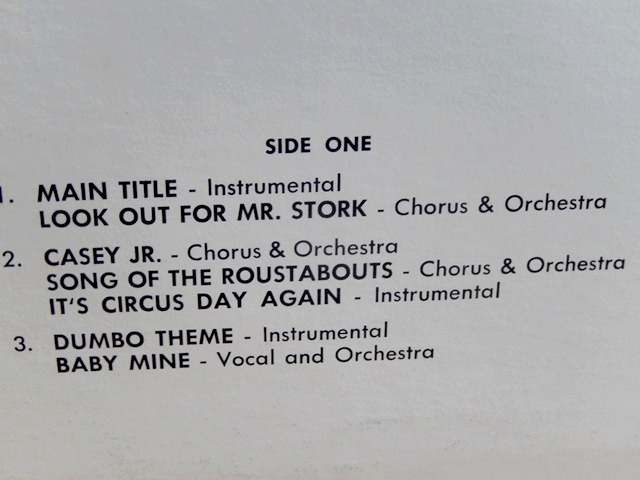 SIDE ONE
1. MAIN TITLE - Instrumental
LOOK OUT FOR MR. STORK - Chorus & Orchestra
2. CASEY JR. - Chorus & Orchestra
SONG OF THE ROUSTABOUTS - Chorus & Orchestra
IT'S CIRCUS DAY AGAIN - Instrumental
3. DUMBO THEME - Instrumental
BABY MINE - Vocal and Orchestra